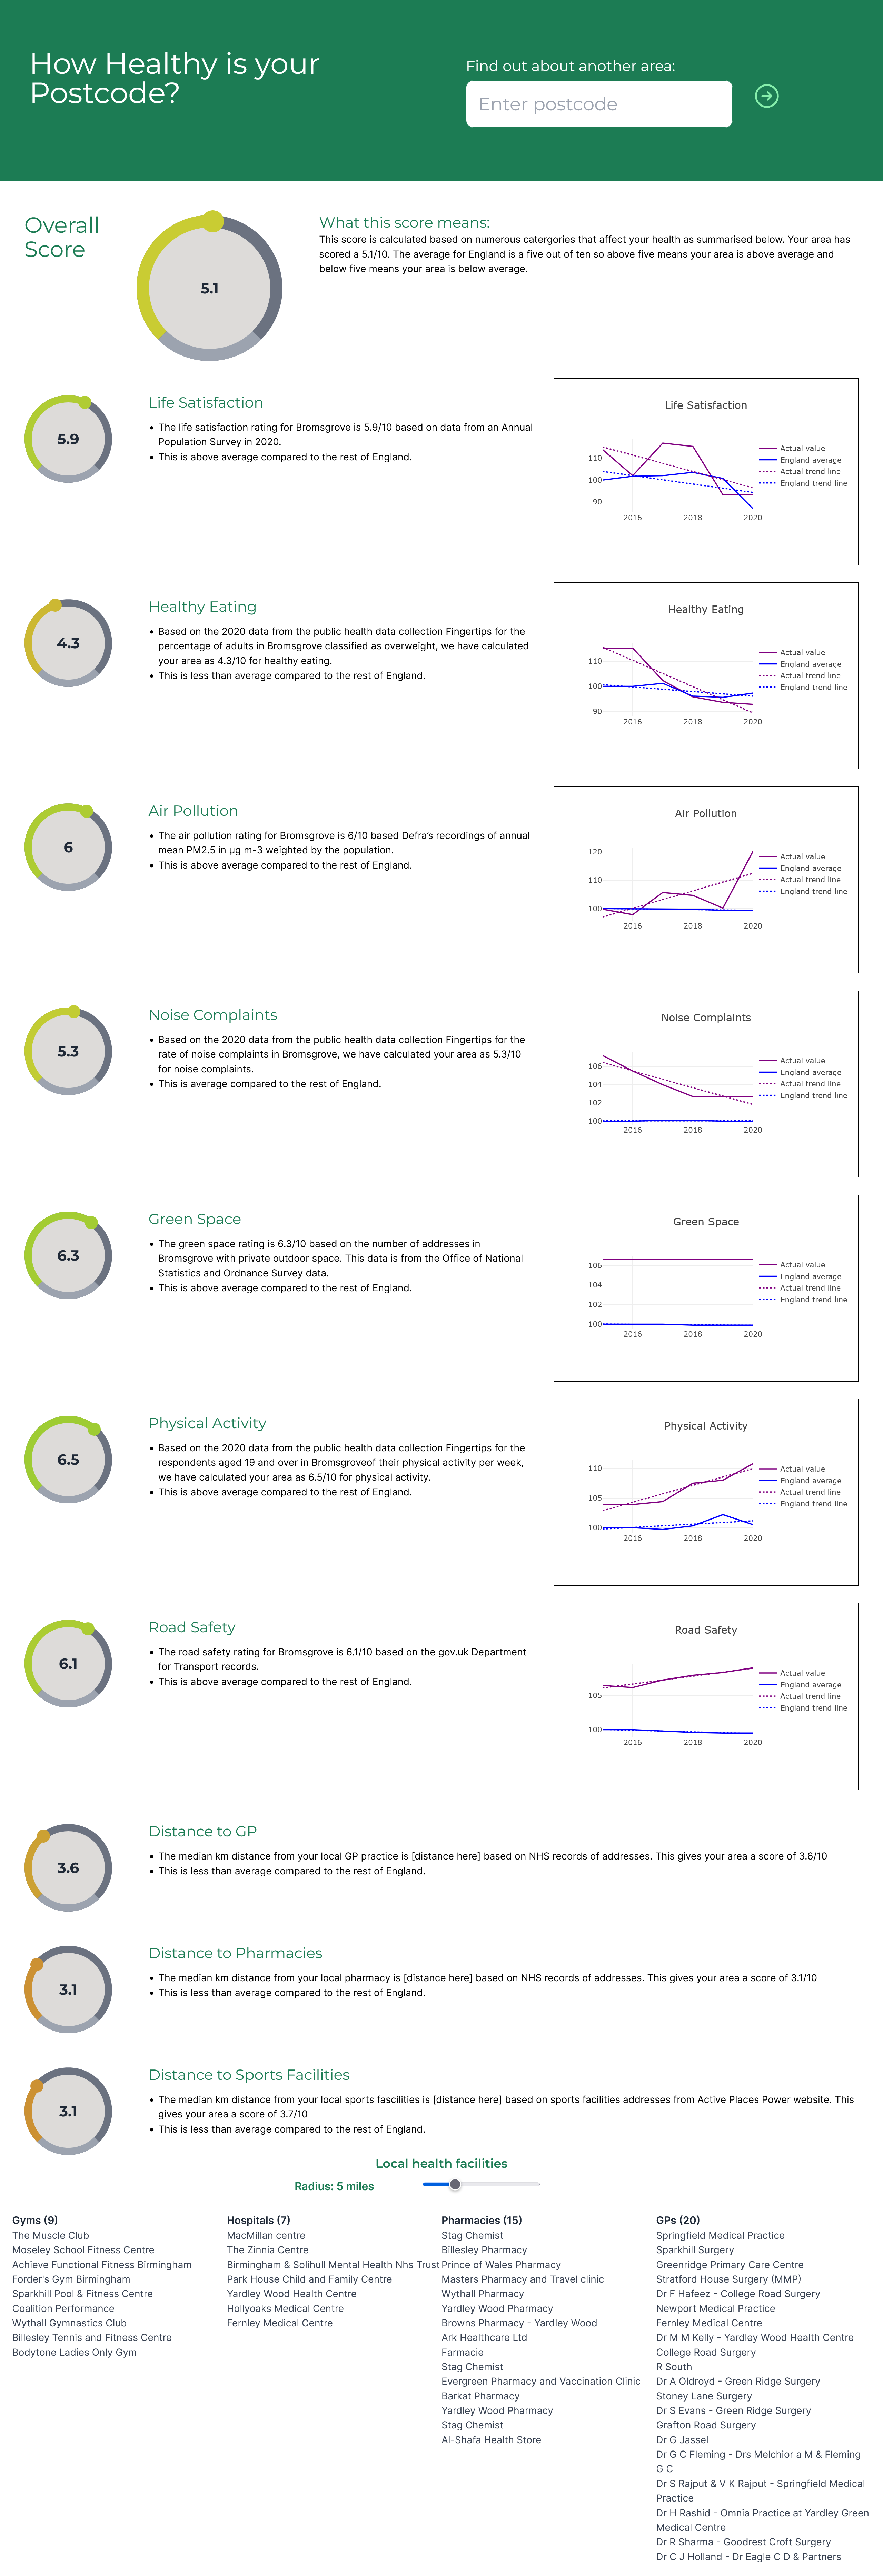 How Healthy is your
Postcode?
Find out about another area:
Enter postcode
Overall
Score
5.1
What this score means:
This score is calculated based on numerous catergories that affect your health as summarised below. Your area has
scored a 5.1/10. The average for England is a five out of ten so above five means your area is above average and
below five means your area is below average.
5.9
Life Satisfaction
• The life satisfaction rating for Bromsgrove is 5.9/10 based on data from an Annual
Population Survey in 2020.
• This is above average compared to the rest of England.
Life Satisfaction
110
100
90
2016
2018
2020
Actual value
England average
Actual trend line
England trend line
4.3
Healthy Eating
• Based on the 2020 data from the public health data collection Fingertips for the
percentage of adults in Bromsgrove classified as overweight, we have calculated
your area as 4.3/10 for healthy eating.
• This is less than average compared to the rest of England.
Healthy Eating
110
100
90
2016
2018
2020
Actual value
England average
Actual trend line
England trend line
6
Air Pollution
• The air pollution rating for Bromsgrove is 6/10 based Defra's recordings of annual
mean PM2.5 in µg m-3 weighted by the population.
• This is above average compared to the rest of England.
Air Pollution
120
110
100
2016
2018
2020
Actual value
England average
Actual trend line
England trend line
5.3
Noise Complaints
• Based on the 2020 data from the public health data collection Fingertips for the
rate of noise complaints in Bromsgrove, we have calculated your area as 5.3/10
for noise complaints.
• This is average compared to the rest of England.
Noise Complaints
106
104
102
100
2016
2018
2020
Actual value
England average
Actual trend line
England trend line
6.3
Green Space
• The green space rating is 6.3/10 based on the number of addresses in
Bromsgrove with private outdoor space. This data is from the Office of National
Statistics and Ordnance Survey data.
• This is above average compared to the rest of England.
Green Space
106
104
102
100
2016
2018
2020
Actual value
England average
Actual trend line
England trend line
6.5
Physical Activity
• Based on the 2020 data from the public health data collection Fingertips for the
respondents aged 19 and over in Bromsgroveof their physical activity per week,
we have calculated your area as 6.5/10 for physical activity.
• This is above average compared to the rest of England.
Physical Activity
110
105
100
2016
2018
2020
Actual value
England average
Actual trend line
England trend line
6.1
Road Safety
• The road safety rating for Bromsgrove is 6.1/10 based on the gov.uk Department
for Transport records.
• This is above average compared to the rest of England.
Road Safety
105
100
2016
2018
2020
Actual value
England average
Actual trend line
England trend line
3.6
Distance to GP
• The median km distance from your local GP practice is [distance here] based on NHS records of addresses. This gives your area a score of 3.6/10
• This is less than average compared to the rest of England.
3.1
Distance to Pharmacies
• The median km distance from your local pharmacy is [distance here] based on NHS records of addresses. This gives your area a score of 3.1/10
• This is less than average compared to the rest of England.
3.1
Distance to Sports Facilities
• The median km distance from your local sports fascilities is [distance here] based on sports facilities addresses from Active Places Power website. This
gives your area a score of 3.7/10
• This is less than average compared to the rest of England.
Local health facilities
Radius: 5 miles
Gyms (9)
The Muscle Club
Moseley School Fitness Centre
Achieve Functional Fitness Birmingham
Forder's Gym Birmingham
Sparkhill Pool & Fitness Centre
Coalition Performance
Wythall Gymnastics Club
Billesley Tennis and Fitness Centre
Bodytone Ladies Only Gym
Hospitals (7)
MacMillan centre
The Zinnia Centre
Birmingham & Solihull Mental Health Nhs Trust
Park House Child and Family Centre
Yardley Wood Health Centre
Hollyoaks Medical Centre
Fernley Medical Centre
Pharmacies (15)
Stag Chemist
Billesley Pharmacy
Prince of Wales Pharmacy
Masters Pharmacy and Travel clinic
Wythall Pharmacy
Yardley Wood Pharmacy
Browns Pharmacy - Yardley Wood
Ark Healthcare Ltd
Farmacie
Stag Chemist
Evergreen Pharmacy and Vaccination Clinic
Barkat Pharmacy
Yardley Wood Pharmacy
Stag Chemist
Al-Shafa Health Store
GPs (20)
Springfield Medical Practice
Sparkhill Surgery
Greenridge Primary Care Centre
Stratford House Surgery (MMP)
Dr F Hafeez - College Road Surgery
Newport Medical Practice
Fernley Medical Centre
Dr M M Kelly - Yardley Wood Health Centre
College Road Surgery
R South
Dr A Oldroyd - Green Ridge Surgery
Stoney Lane Surgery
Dr S Evans - Green Ridge Surgery
Grafton Road Surgery
Dr G Jassel
Dr G C Fleming - Drs Melchior a M & Fleming
G C
Dr S Rajput & V K Rajput - Springfield Medical
Practice
Dr H Rashid - Omnia Practice at Yardley Green
Medical Centre
Dr R Sharma - Goodrest Croft Surgery
Dr C J Holland - Dr Eagle C D & Partners